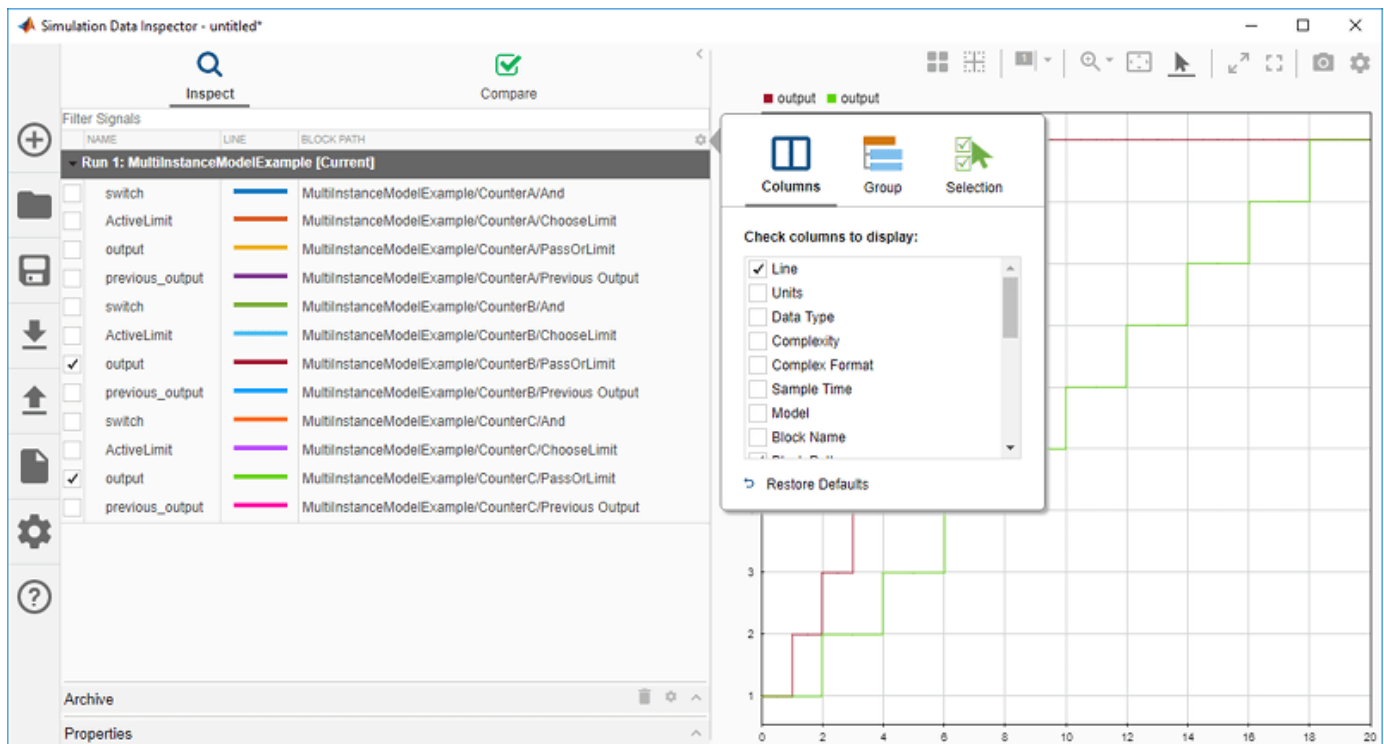 Simulation Data Inspector - untitled*
Inspect
Compare
Filter Signals
NAME LINE BLOCK PATH
Run 1: MultiInstanceModelExample [Current]
switch MultiInstanceModelExample/CounterA/And
ActiveLimit MultiInstanceModelExample/CounterA/ChooseLimit
output MultiInstanceModelExample/CounterA/PassOrLimit
previous_output MultiInstanceModelExample/CounterA/Previous Output
switch MultiInstanceModelExample/CounterB/And
ActiveLimit MultiInstanceModelExample/CounterB/ChooseLimit
output MultiInstanceModelExample/CounterB/PassOrLimit
previous_output MultiInstanceModelExample/CounterB/Previous Output
switch MultiInstanceModelExample/CounterC/And
ActiveLimit MultiInstanceModelExample/CounterC/ChooseLimit
output MultiInstanceModelExample/CounterC/PassOrLimit
previous_output MultiInstanceModelExample/CounterC/Previous Output
Archive
Properties
1
output output
Columns Group Selection
Check columns to display:
Line
Units
Data Type
Complexity
Complex Format
Sample Time
Model
Block Name
Restore Defaults
3
2
1
0 2 4 6 8 10 12 14 16 18 20